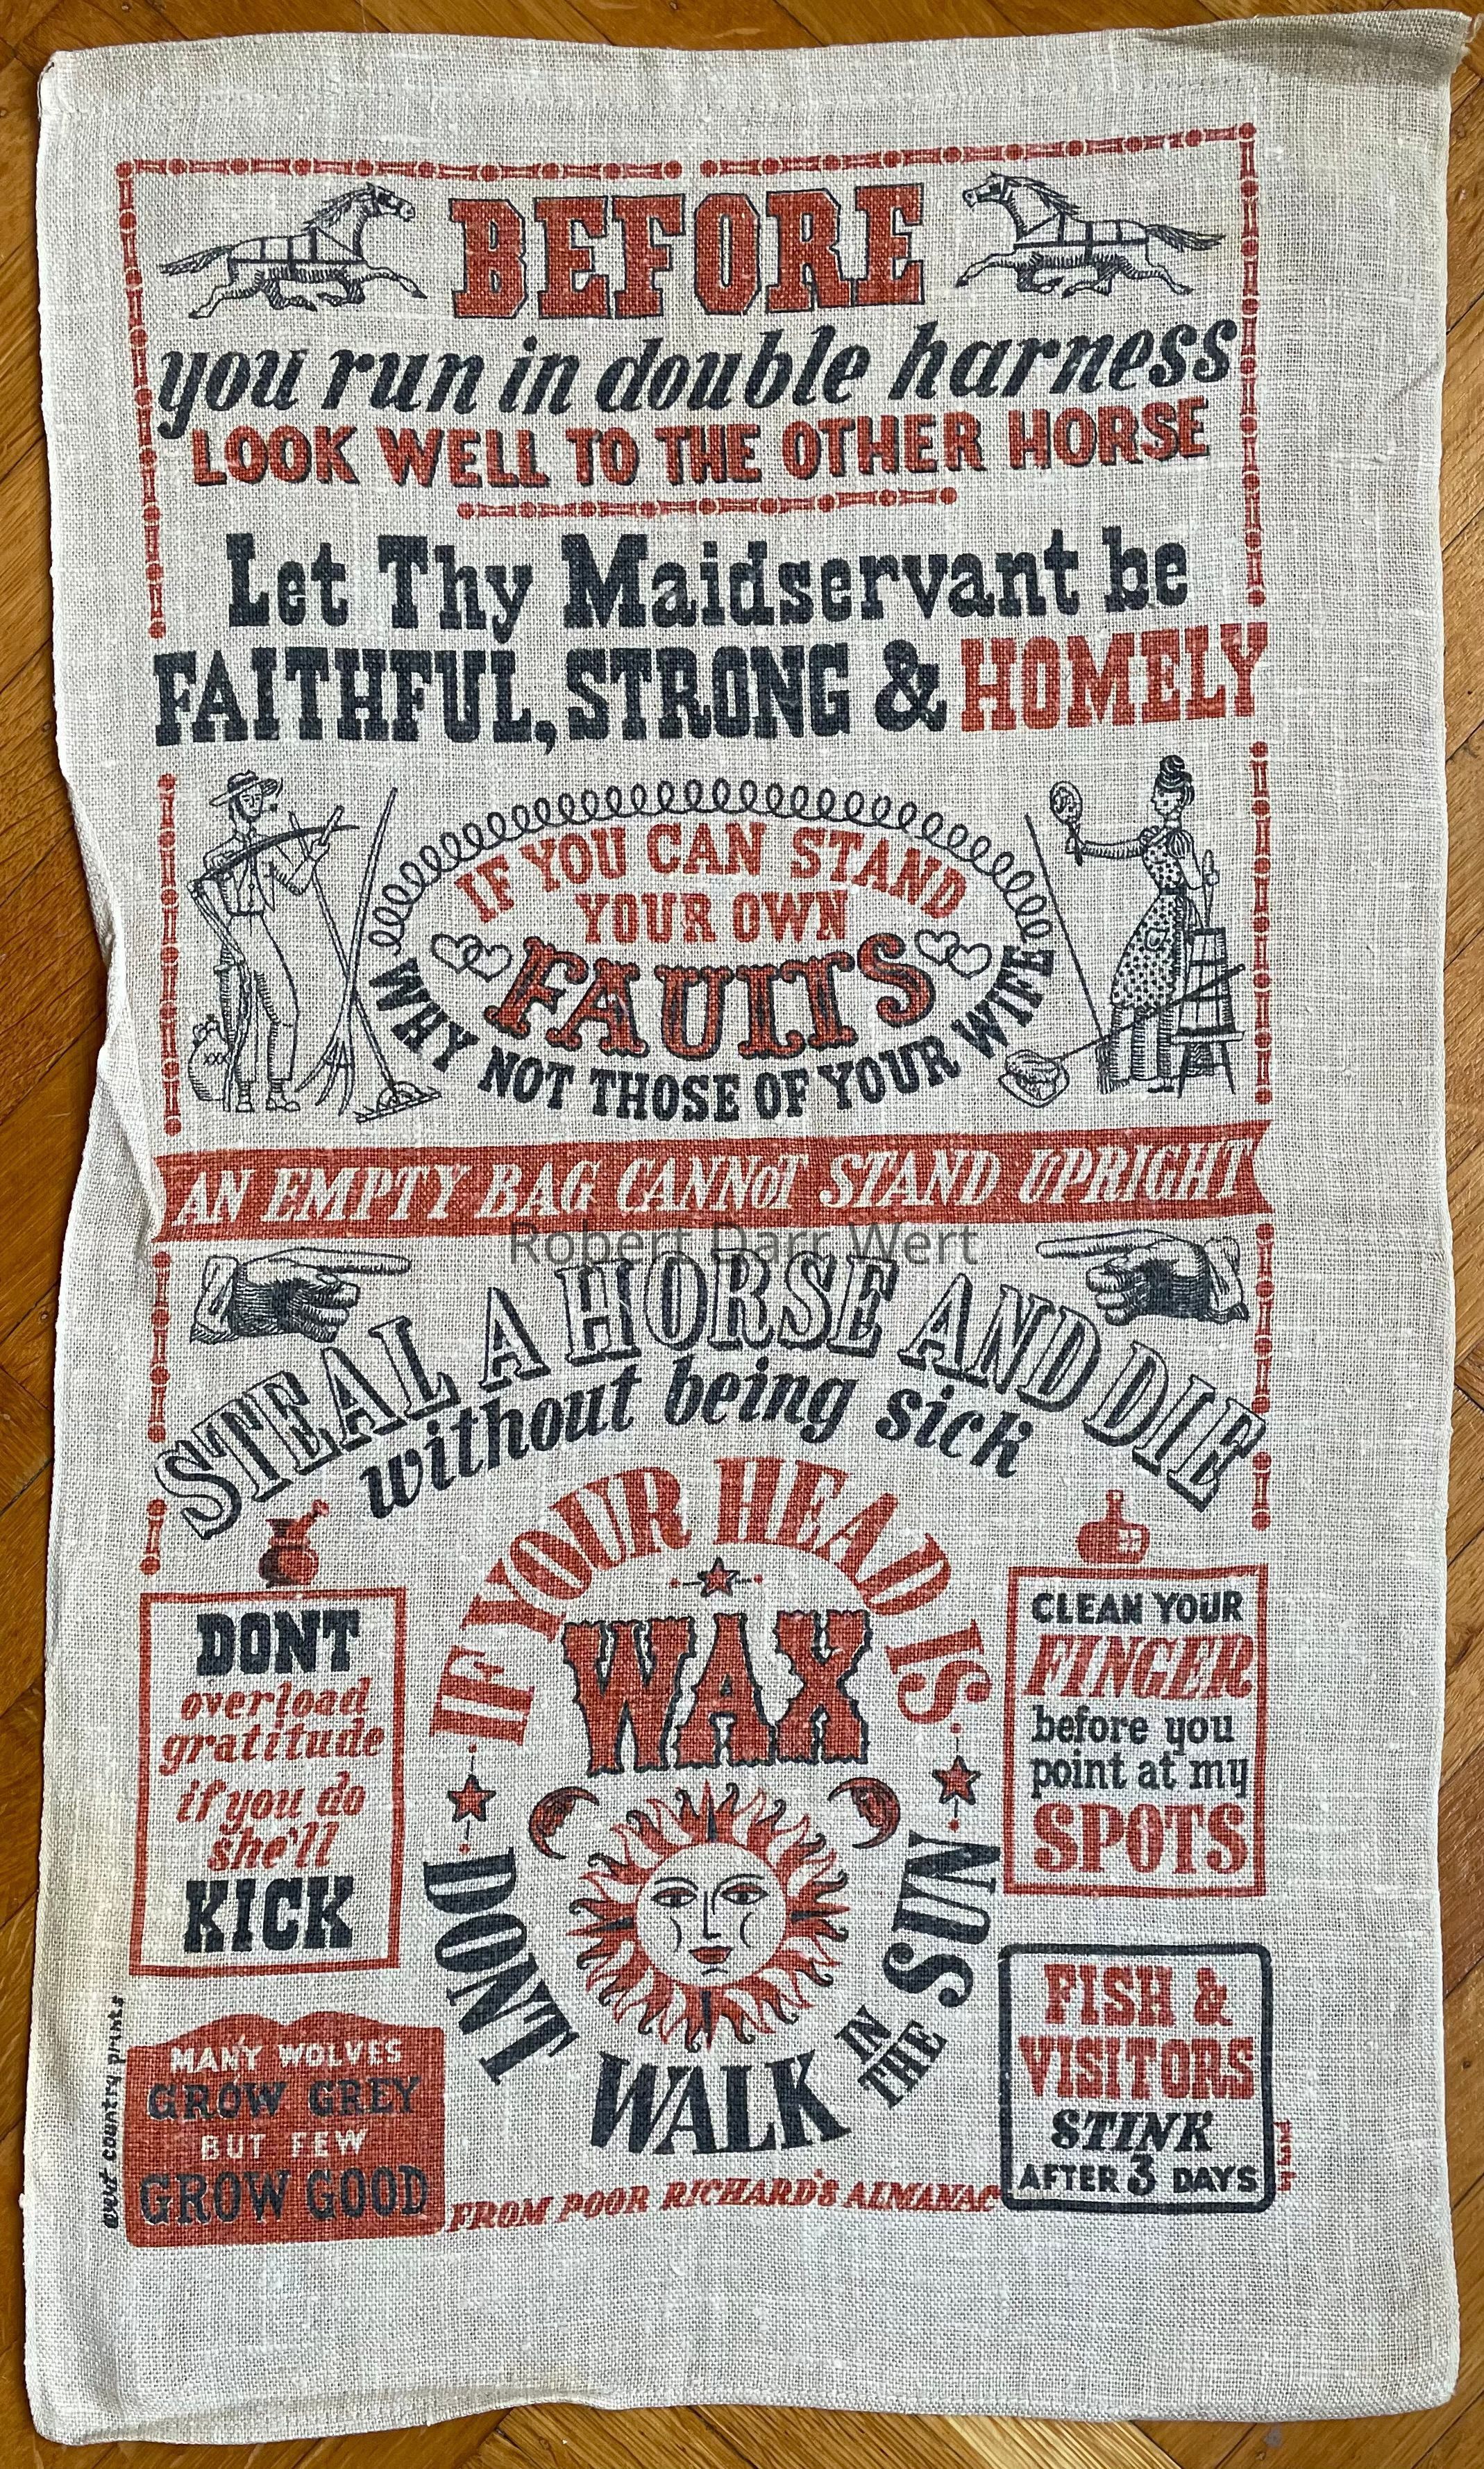 BEFORE
you run in double harness
LOOK WELL TO THE OTHER HORSE
Let Thy Maidservant be
FAITHFUL, STRONG & HOMELY
IF YOU CAN STAND
YOUR OWN
FAULTS
WHY NOT THOSE OF YOUR WIFE
AN EMPTY BAG CANNOT STAND UPRIGHT
Robert Darr Wert
STEAL A HORSE AND DIE
without being sick
IF YOUR HEAD IS
WAX
DONT WALK IN THE SUN
DONT
overload
gratitude
if you do
she'll
KICK
CLEAN YOUR
FINGER
before you
point at my
SPOTS
MANY WOLVES
GROW GREY
BUT FEW
GROW GOOD
FISH &
VISITORS
STINK
AFTER 3 DAYS
FROM POOR RICHARD'S ALMANAC
country prints